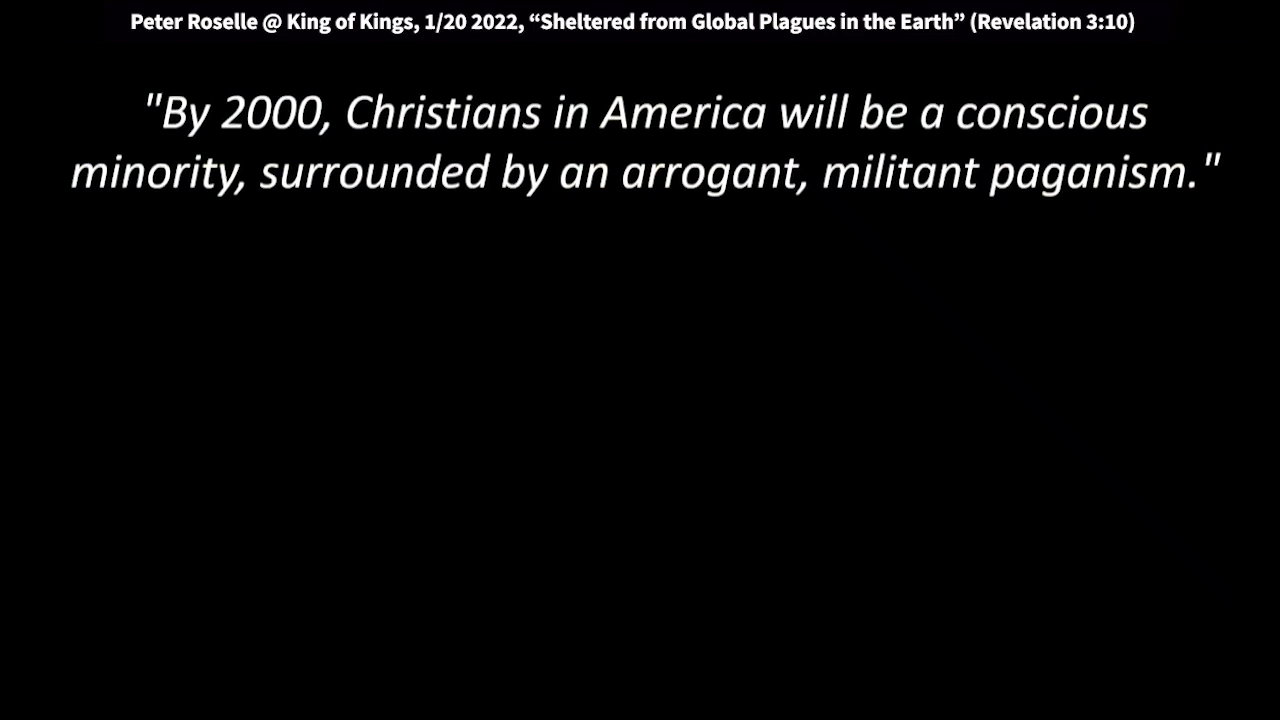 Peter Roselle @ King of Kings, 1/20 2022, “Sheltered from Global Plagues in the Earth” (Revelation 3:10)
"By 2000, Christians in America will be a conscious
minority, surrounded by an arrogant, militant paganism."